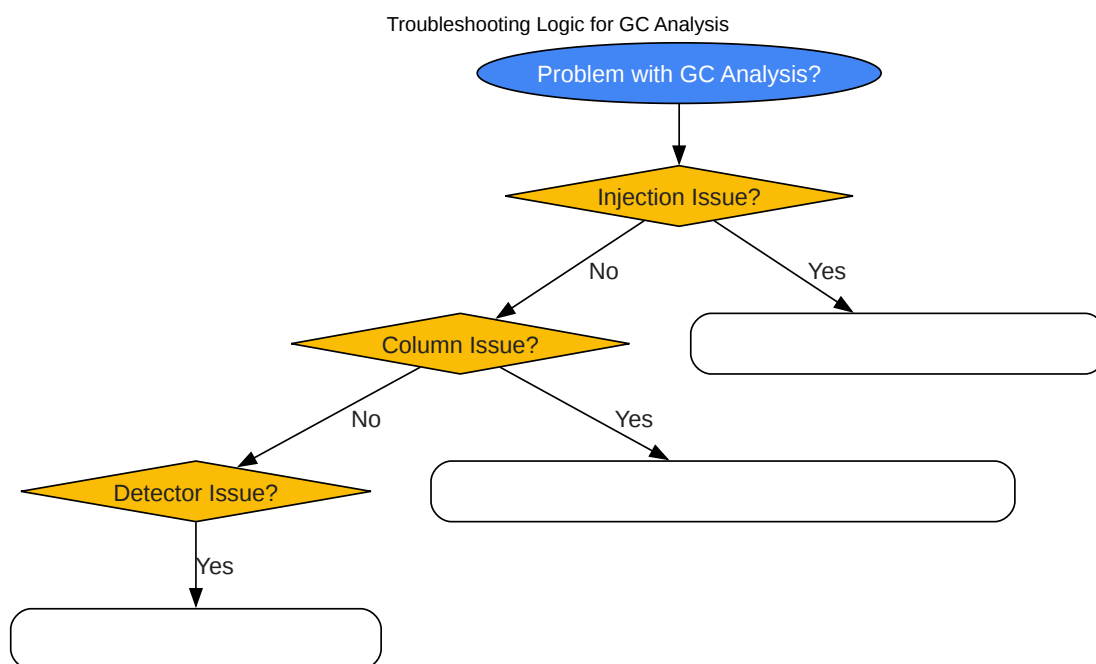 Troubleshooting Logic for GC Analysis
Problem with GC Analysis?
Injection Issue?
No
Yes
Column Issue?
No
Yes
Detector Issue?
Yes